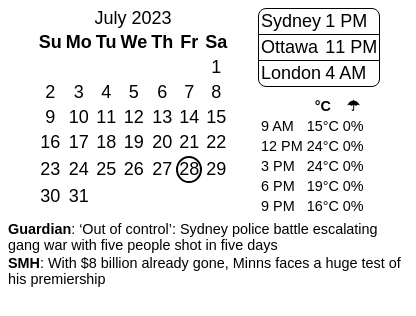 July 2023
Su Mo Tu We Th Fr Sa
1
2 3 4 5 6 7 8
9 10 11 12 13 14 15
16 17 18 19 20 21 22
23 24 25 26 27 28 29
30 31
Sydney 1 PM
Ottawa 11 PM
London 4 AM
°C ☂
9 AM 15°C 0%
12 PM 24°C 0%
3 PM 24°C 0%
6 PM 19°C 0%
9 PM 16°C 0%
Guardian: ‘Out of control’: Sydney police battle escalating
gang war with five people shot in five days
SMH: With $8 billion already gone, Minns faces a huge test of
his premiership